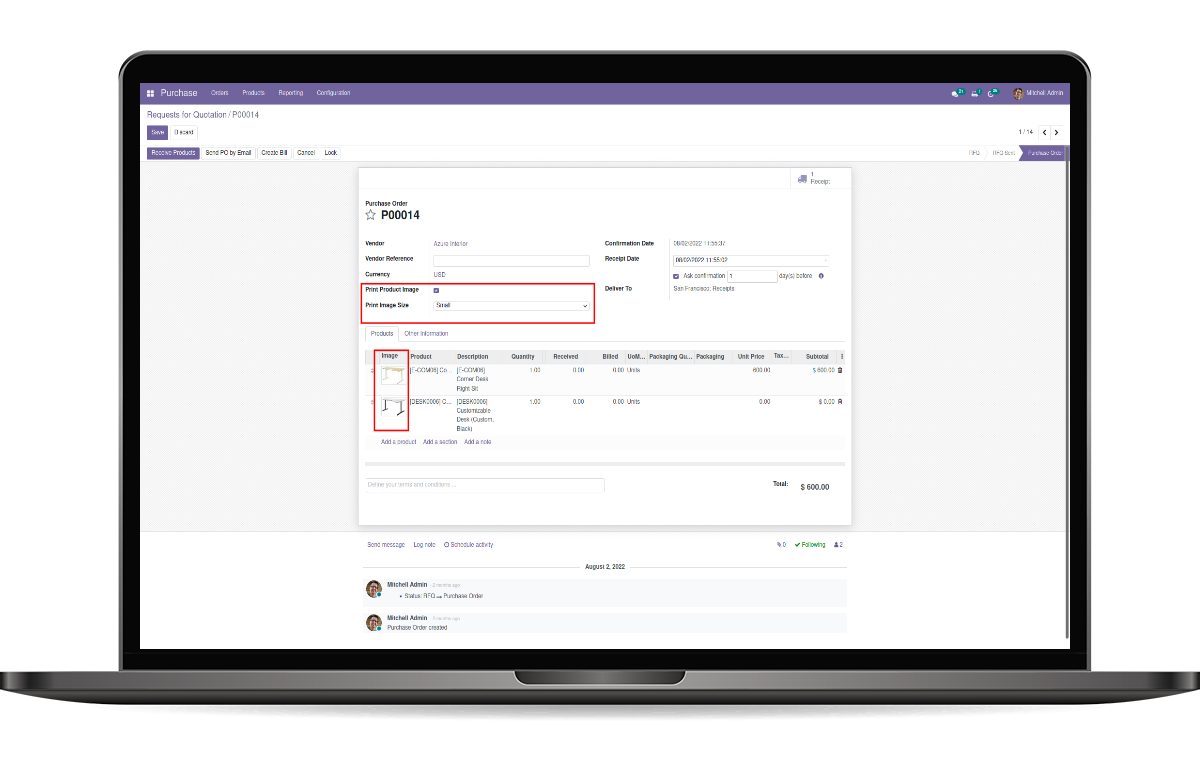 Purchase Orders Products Reporting Configuration Mitchell Admin
Requests for Quotation / P00014
Save Discard 1 / 14
Receive Products Send PO by Email Create Bill Cancel Lock RFQ RFQ Sent Purchase Order
1
Receipt
Purchase Order
P00014
Vendor Azure Interior Confirmation Date 08/02/2022 11:55:37
Vendor Reference Receipt Date 08/02/2022 11:55:02
Currency USD Ask confirmation 1 day(s) before
Print Product Image Deliver To San Francisco: Receipts
Print Image Size Small
Products Other Information
Image Product Description Quantity Received Billed UoM... Packaging Qu... Packaging Unit Price Tax... Subtotal
[E-COM06] Co... [E-COM06] 1.00 0.00 0.00 Units 600.00 $ 600.00
Corner Desk
Right Sit
[DESK0006] C... [DESK0006] 1.00 0.00 0.00 Units 0.00 $ 0.00
Customizable
Desk (Custom,
Black)
Add a product Add a section Add a note
Define your terms and conditions ... Total: $ 600.00
Send message Log note Schedule activity 0 Following 2
August 2, 2022
Mitchell Admin - 2 months ago
Status: RFQ → Purchase Order
Mitchell Admin - 2 months ago
Purchase Order created